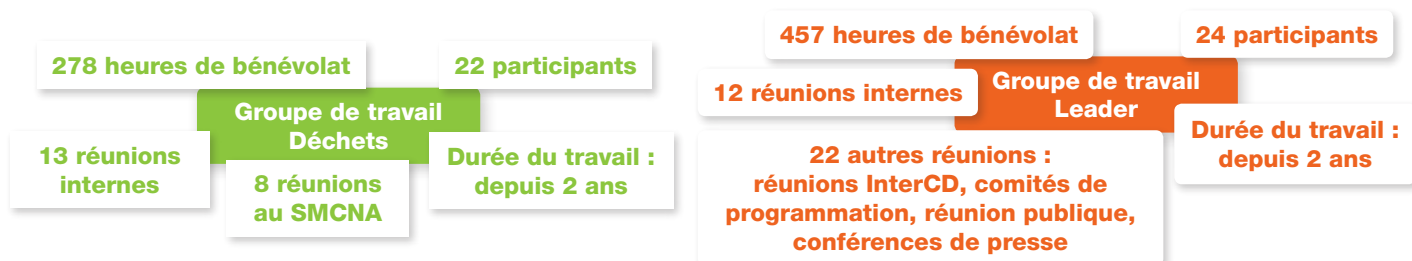 278 heures de bénévolat
22 participants
Groupe de travail
Déchets
13 réunions
internes
8 réunions
au SMCNA
Durée du travail :
depuis 2 ans
457 heures de bénévolat
24 participants
12 réunions internes
Groupe de travail
Leader
Durée du travail :
depuis 2 ans
22 autres réunions :
réunions InterCD, comités de
programmation, réunion publique,
conférences de presse